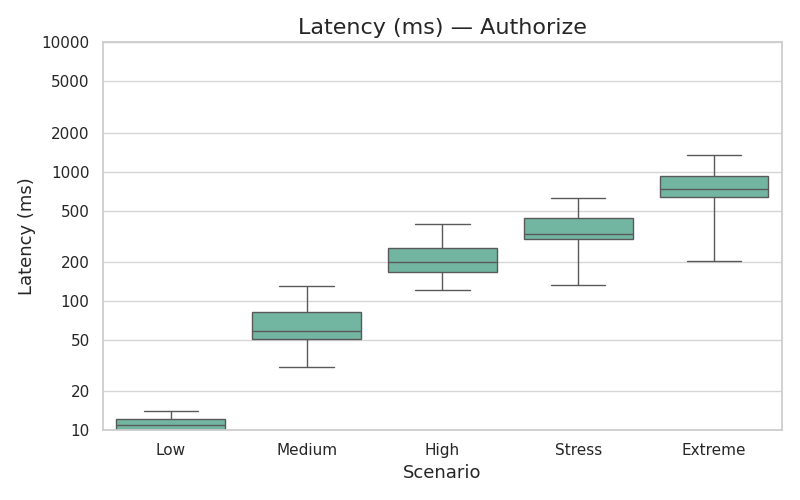 Latency (ms) — Authorize
Latency (ms)
10000
5000
2000
1000
500
200
100
50
20
10
Low Medium High Stress Extreme
Scenario